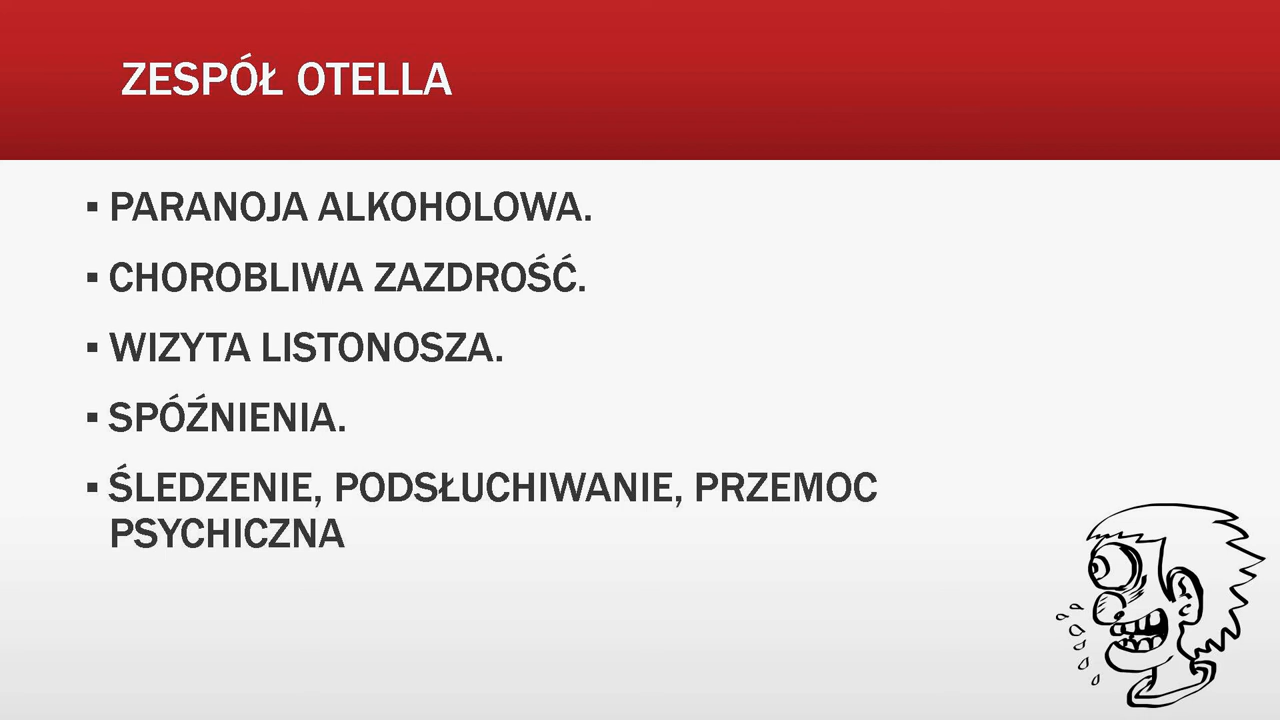 ZESPÓŁ OTELLA
▪ PARANOJA ALKOHOLOWA.
▪ CHOROBLIWA ZAZDROŚĆ.
▪ WIZYTA LISTONOSZA.
▪ SPÓŹNIENIA.
▪ ŚLEDZENIE, PODSŁUCHIWANIE, PRZEMOC
PSYCHICZNA